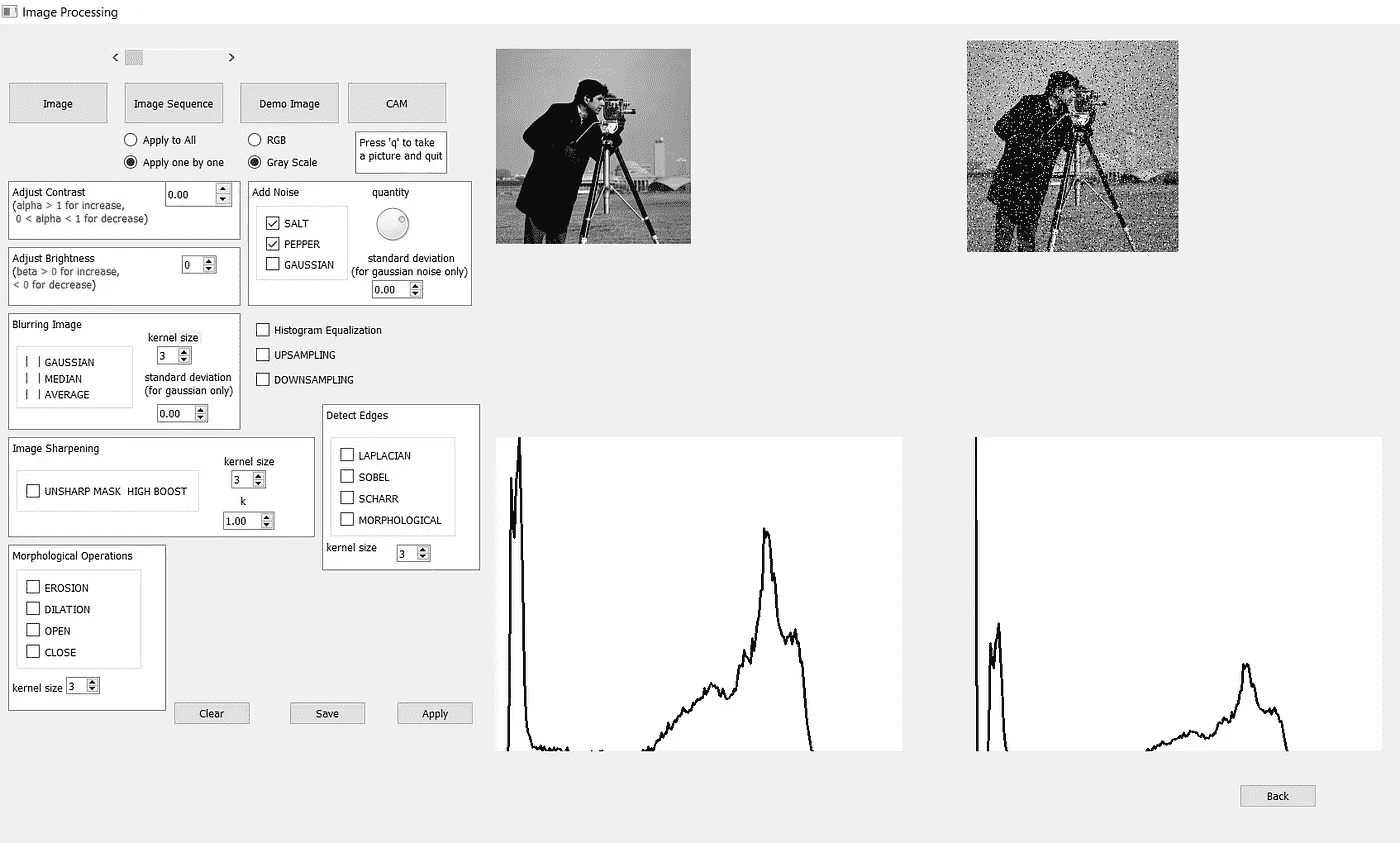 Image Processing
Image
Image Sequence
Demo Image
CAM
Apply to All
RGB
Apply one by one
Gray Scale
Press 'q' to take
a picture and quit
Adjust Contrast
0.00
(alpha > 1 for increase,
0 < alpha < 1 for decrease)
Add Noise
quantity
SALT
PEPPER
GAUSSIAN
standard deviation
(for gaussian noise only)
0.00
Adjust Brightness
0
(beta > 0 for increase,
< 0 for decrease)
Blurring Image
kernel size
3
GAUSSIAN
MEDIAN
AVERAGE
standard deviation
(for gaussian only)
0.00
Histogram Equalization
UPSAMPLING
DOWNSAMPLING
Image Sharpening
kernel size
3
UNSHARP MASK HIGH BOOST
k
1.00
Detect Edges
LAPLACIAN
SOBEL
SCHARR
MORPHOLOGICAL
kernel size 3
Morphological Operations
EROSION
DILATION
OPEN
CLOSE
kernel size 3
Clear
Save
Apply
Back